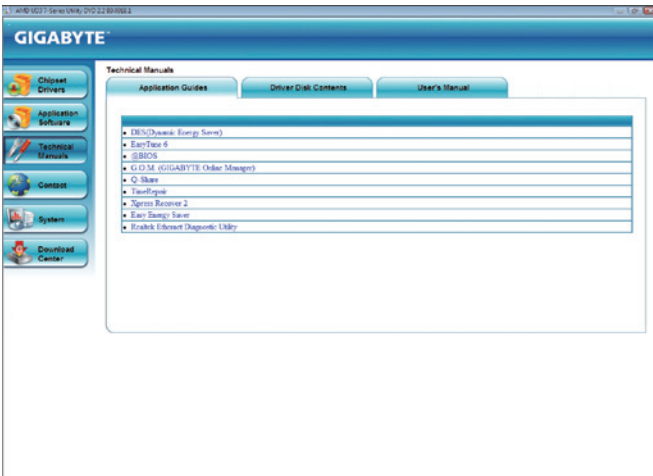 GIGABYTE™
Technical Manuals
Application Guides
Driver Disk Contents
User's Manual
Chipset
Drivers
Application
Software
Technical
Manuals
Contact
System
Download
Center
• DES(Dynamic Energy Saver)
• EasyTune 6
• @BIOS
• G.O.M. (GIGABYTE Online Manager)
• Q-Share
• TimeRepair
• Xpress Recover 2
• Easy Energy Saver
• Realtek Ethernet Diagnostic Utility